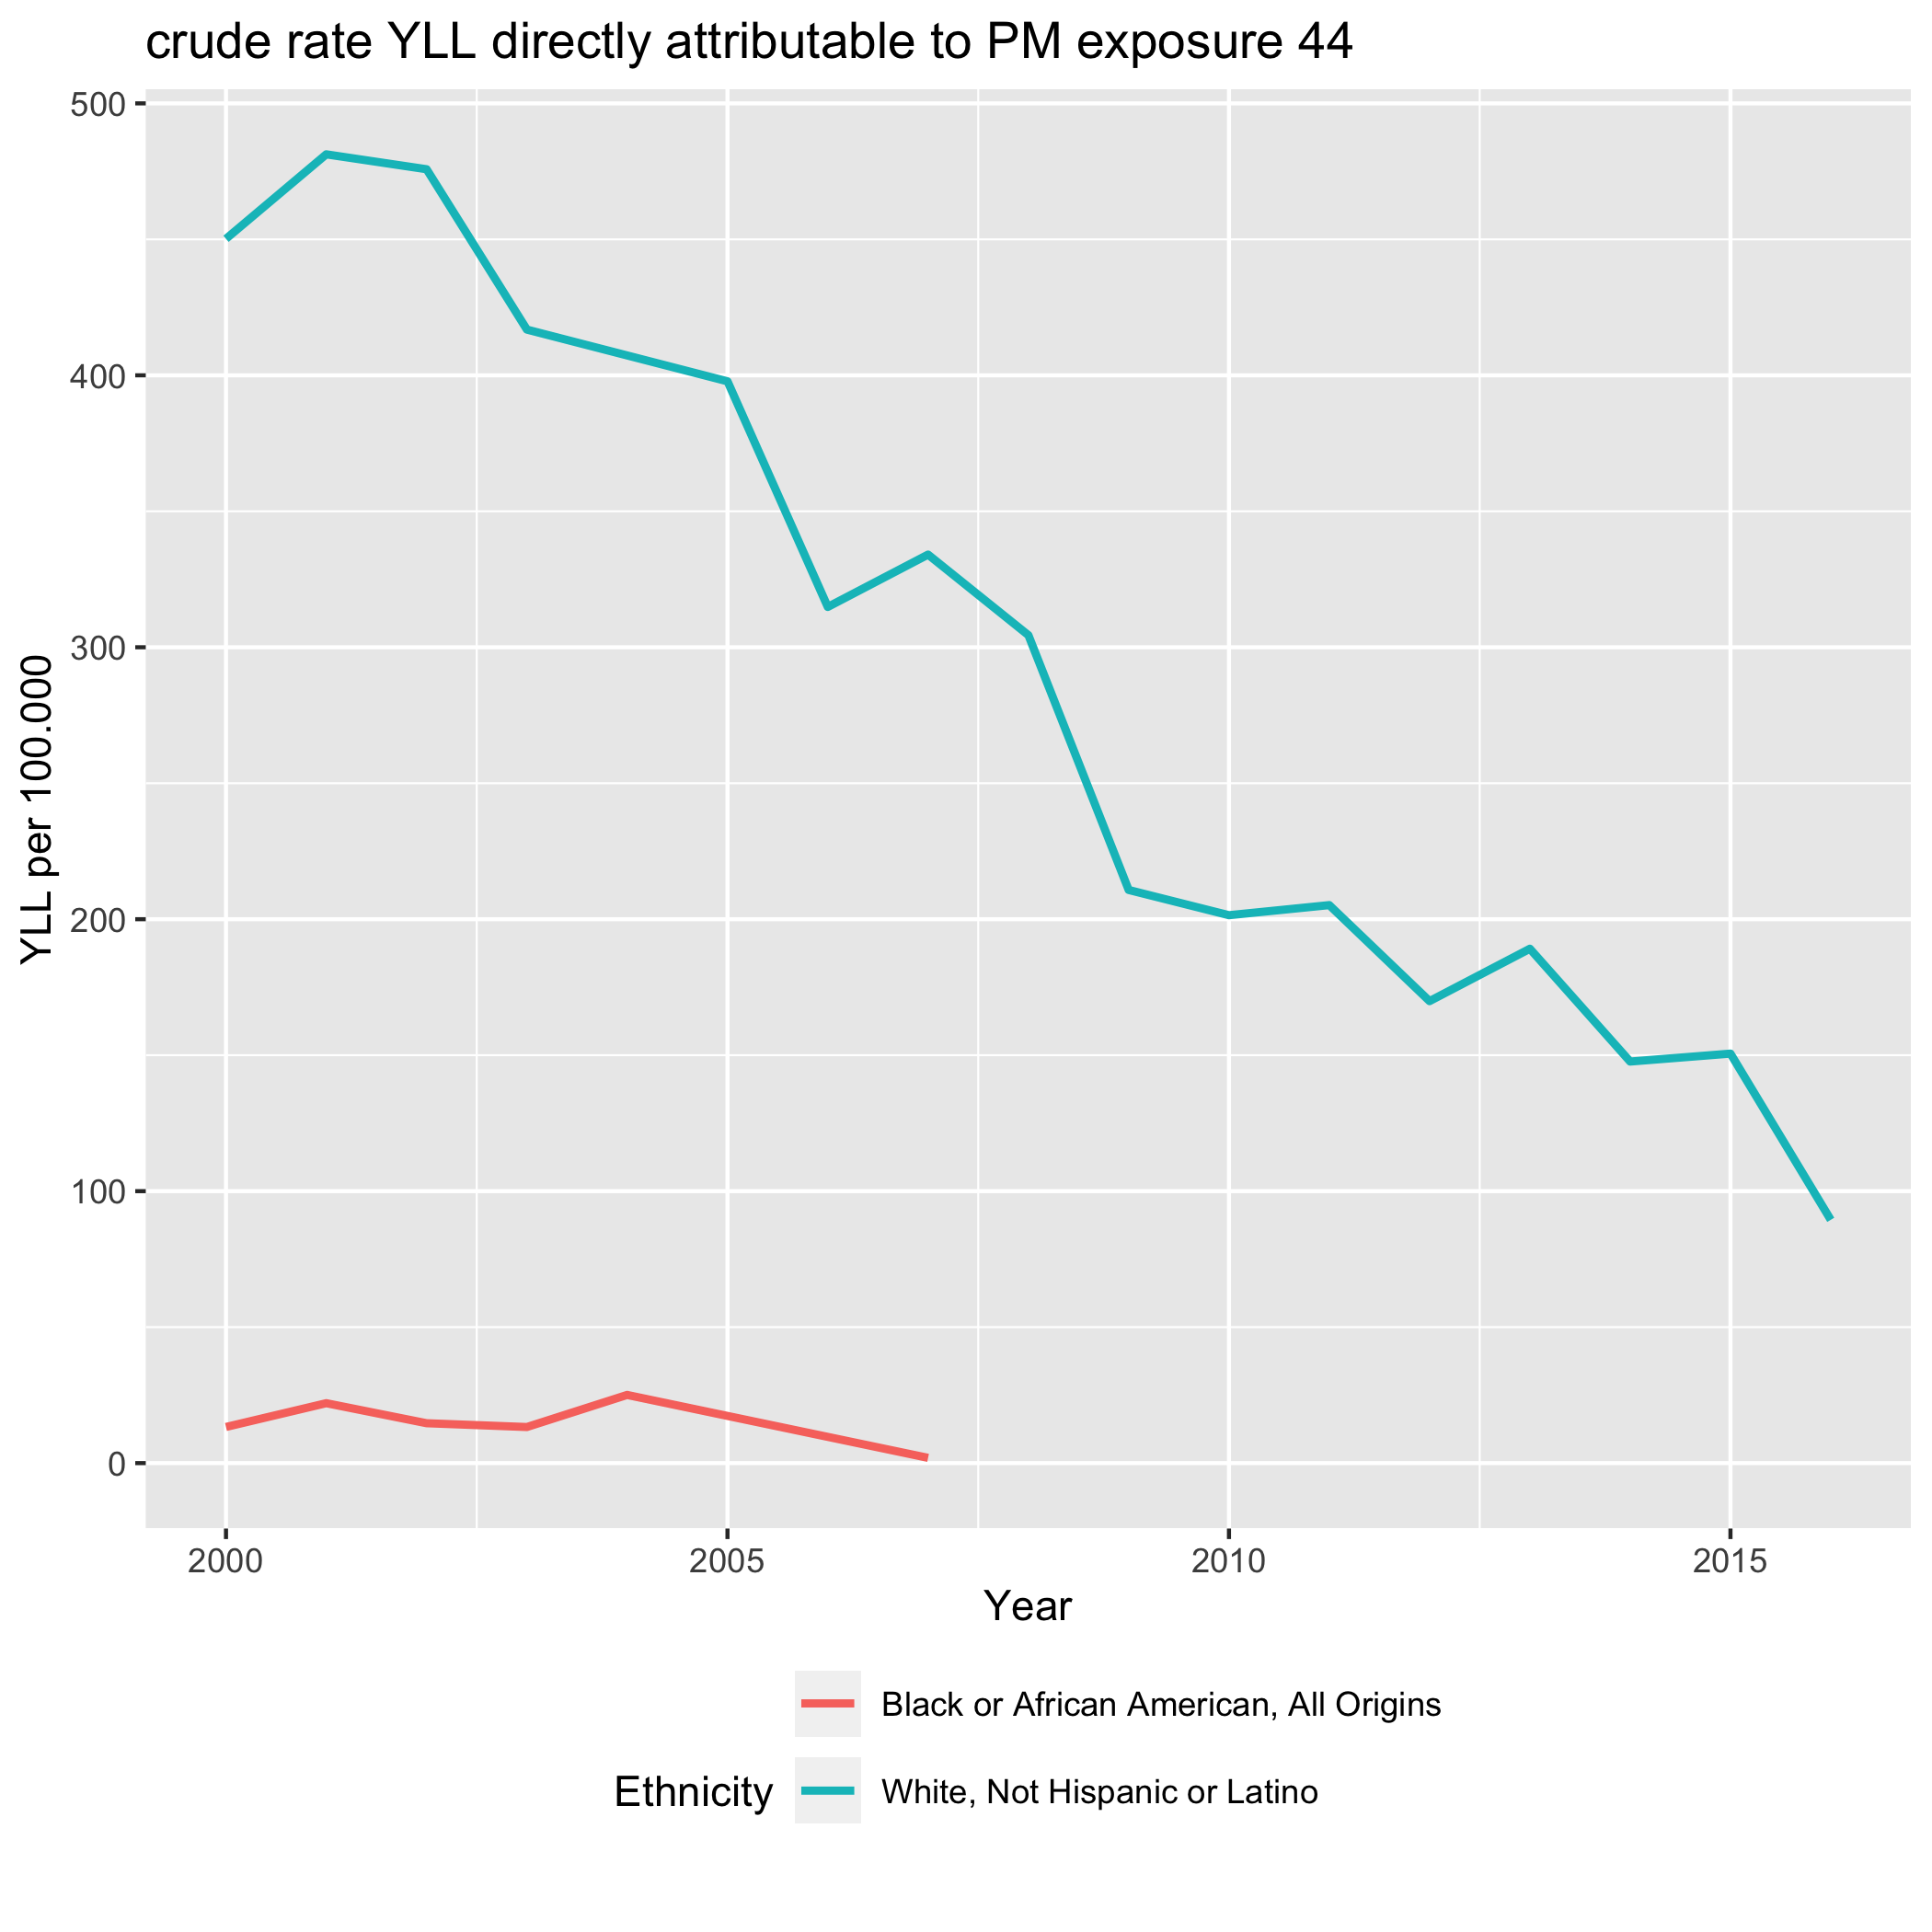 crude rate YLL directly attributable to PM exposure 44
500
400
300
200
100
0
YLL per 100.000
2000
2005
2010
2015
Year
Ethnicity
Black or African American, All Origins
White, Not Hispanic or Latino